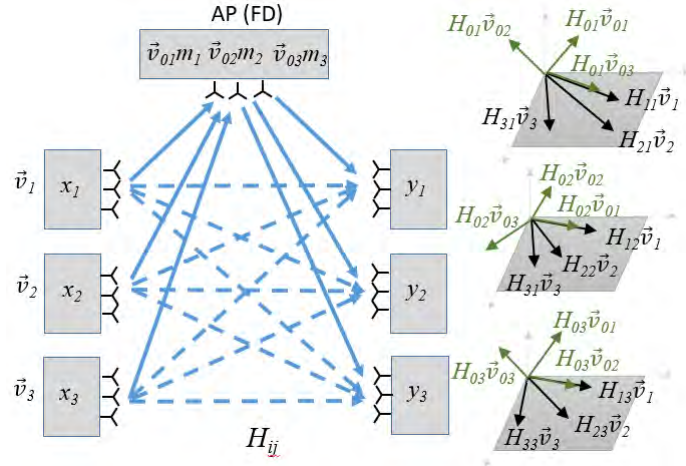 AP (FD)
v⃗₀₁m₁ v⃗₀₂m₂ v⃗₀₃m₃
v⃗₁ x₁ y₁
v⃗₂ x₂ y₂
v⃗₃ x₃ y₃
H_ij
H₀₁v⃗₀₂ H₀₁v⃗₀₁
H₀₁v⃗₀₃
H₁₁v⃗₁
H₃₁v⃗₃
H₂₁v⃗₂
H₀₂v⃗₀₂
H₀₂v⃗₀₃ H₀₂v⃗₀₁
H₁₂v⃗₁
H₂₂v⃗₂
H₃₁v⃗₃
H₀₃v⃗₀₁
H₀₃v⃗₀₃ H₀₃v⃗₀₂
H₁₃v⃗₁
H₃₃v⃗₃ H₂₃v⃗₂